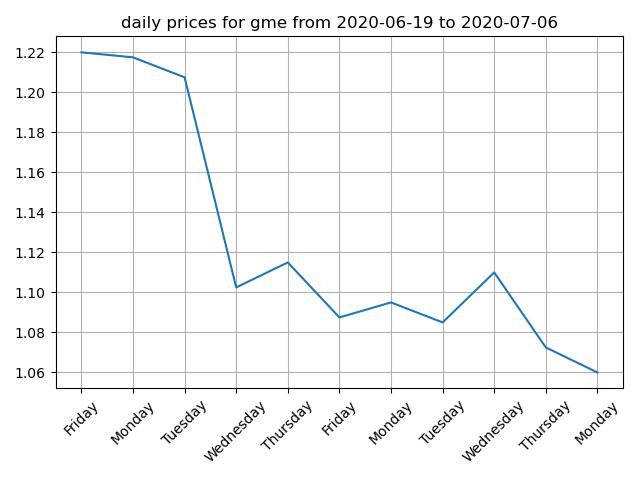 daily prices for gme from 2020-06-19 to 2020-07-06
1.22
1.20
1.18
1.16
1.14
1.12
1.10
1.08
1.06
Friday
Monday
Tuesday
Wednesday
Thursday
Friday
Monday
Tuesday
Wednesday
Thursday
Monday